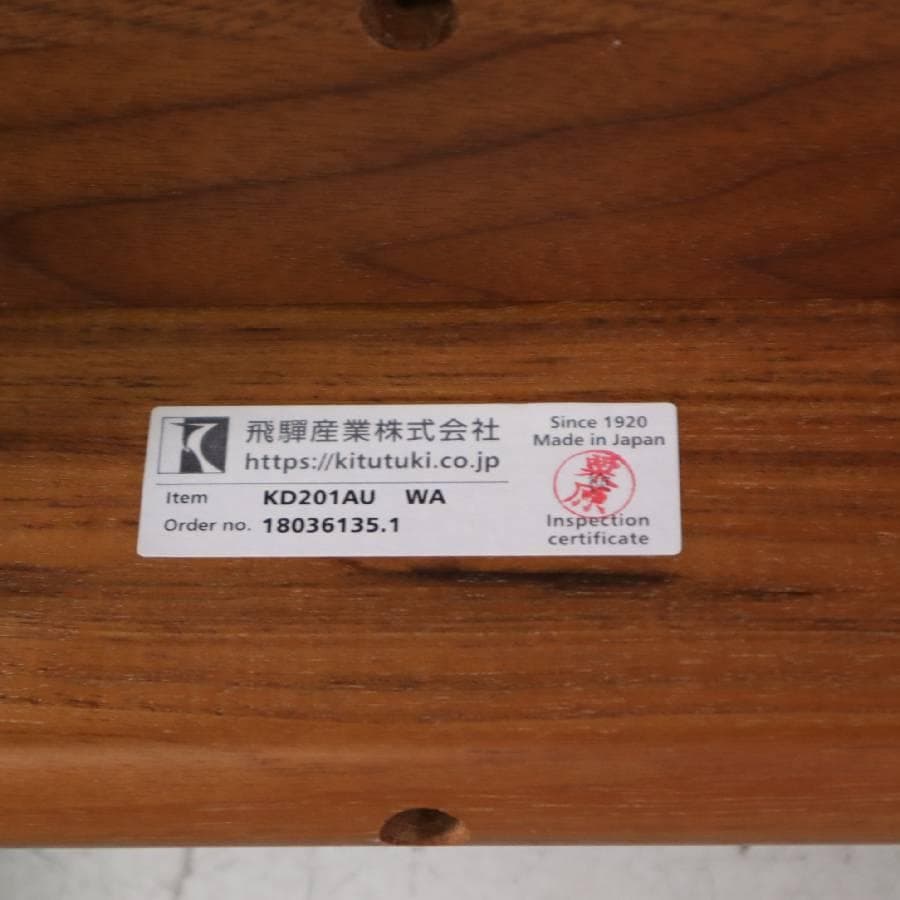 飛驒産業株式会社
https://kitutuki.co.jp
Item KD201AU WA
Order no. 18036135.1
Since 1920
Made in Japan
Inspection
certificate